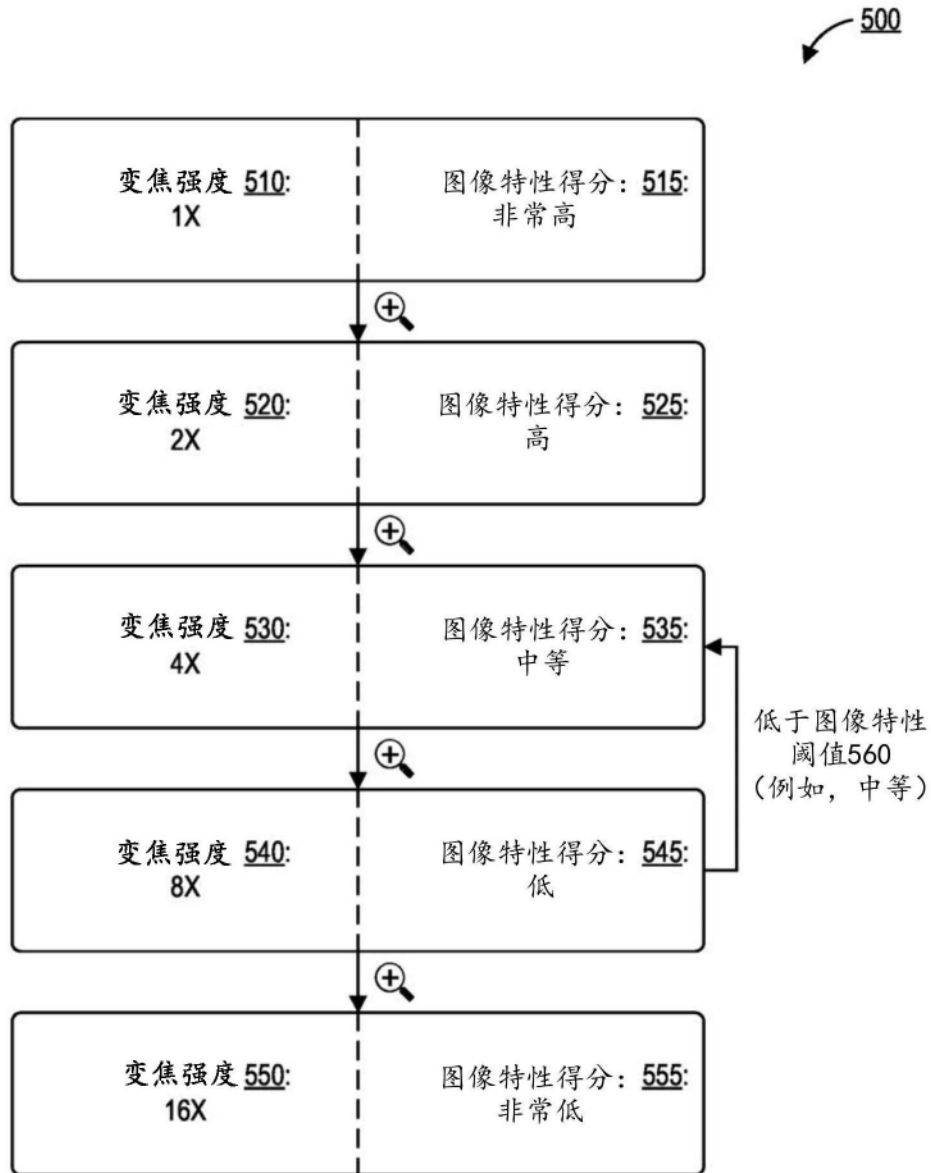 500
变焦强度 510:
1X
图像特性得分：515:
非常高
变焦强度 520:
2X
图像特性得分：525:
高
变焦强度 530:
4X
图像特性得分：535:
中等
低于图像特性
阈值560
（例如，中等）
变焦强度 540:
8X
图像特性得分：545:
低
变焦强度 550:
16X
图像特性得分：555:
非常低